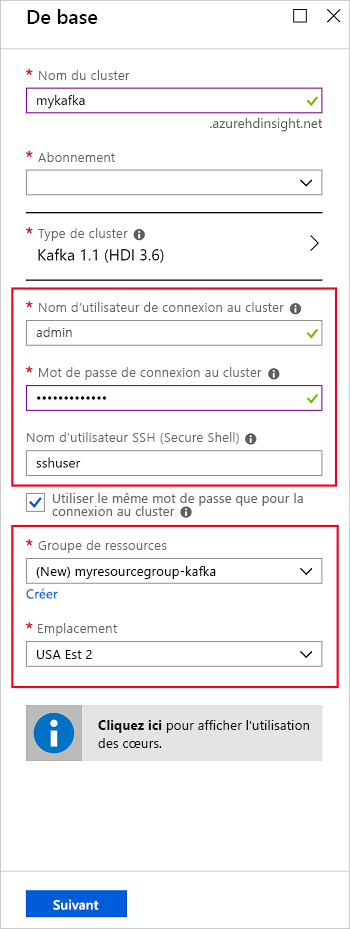 De base
* Nom du cluster
mykafka
.azurehdinsight.net
* Abonnement
* Type de cluster
Kafka 1.1 (HDI 3.6)
* Nom d'utilisateur de connexion au cluster
admin
* Mot de passe de connexion au cluster
•••••••••••••
Nom d'utilisateur SSH (Secure Shell)
sshuser
Utiliser le même mot de passe que pour la
connexion au cluster
* Groupe de ressources
(New) myresourcegroup-kafka
Créer
* Emplacement
USA Est 2
Cliquez ici pour afficher l'utilisation
des cœurs.
Suivant